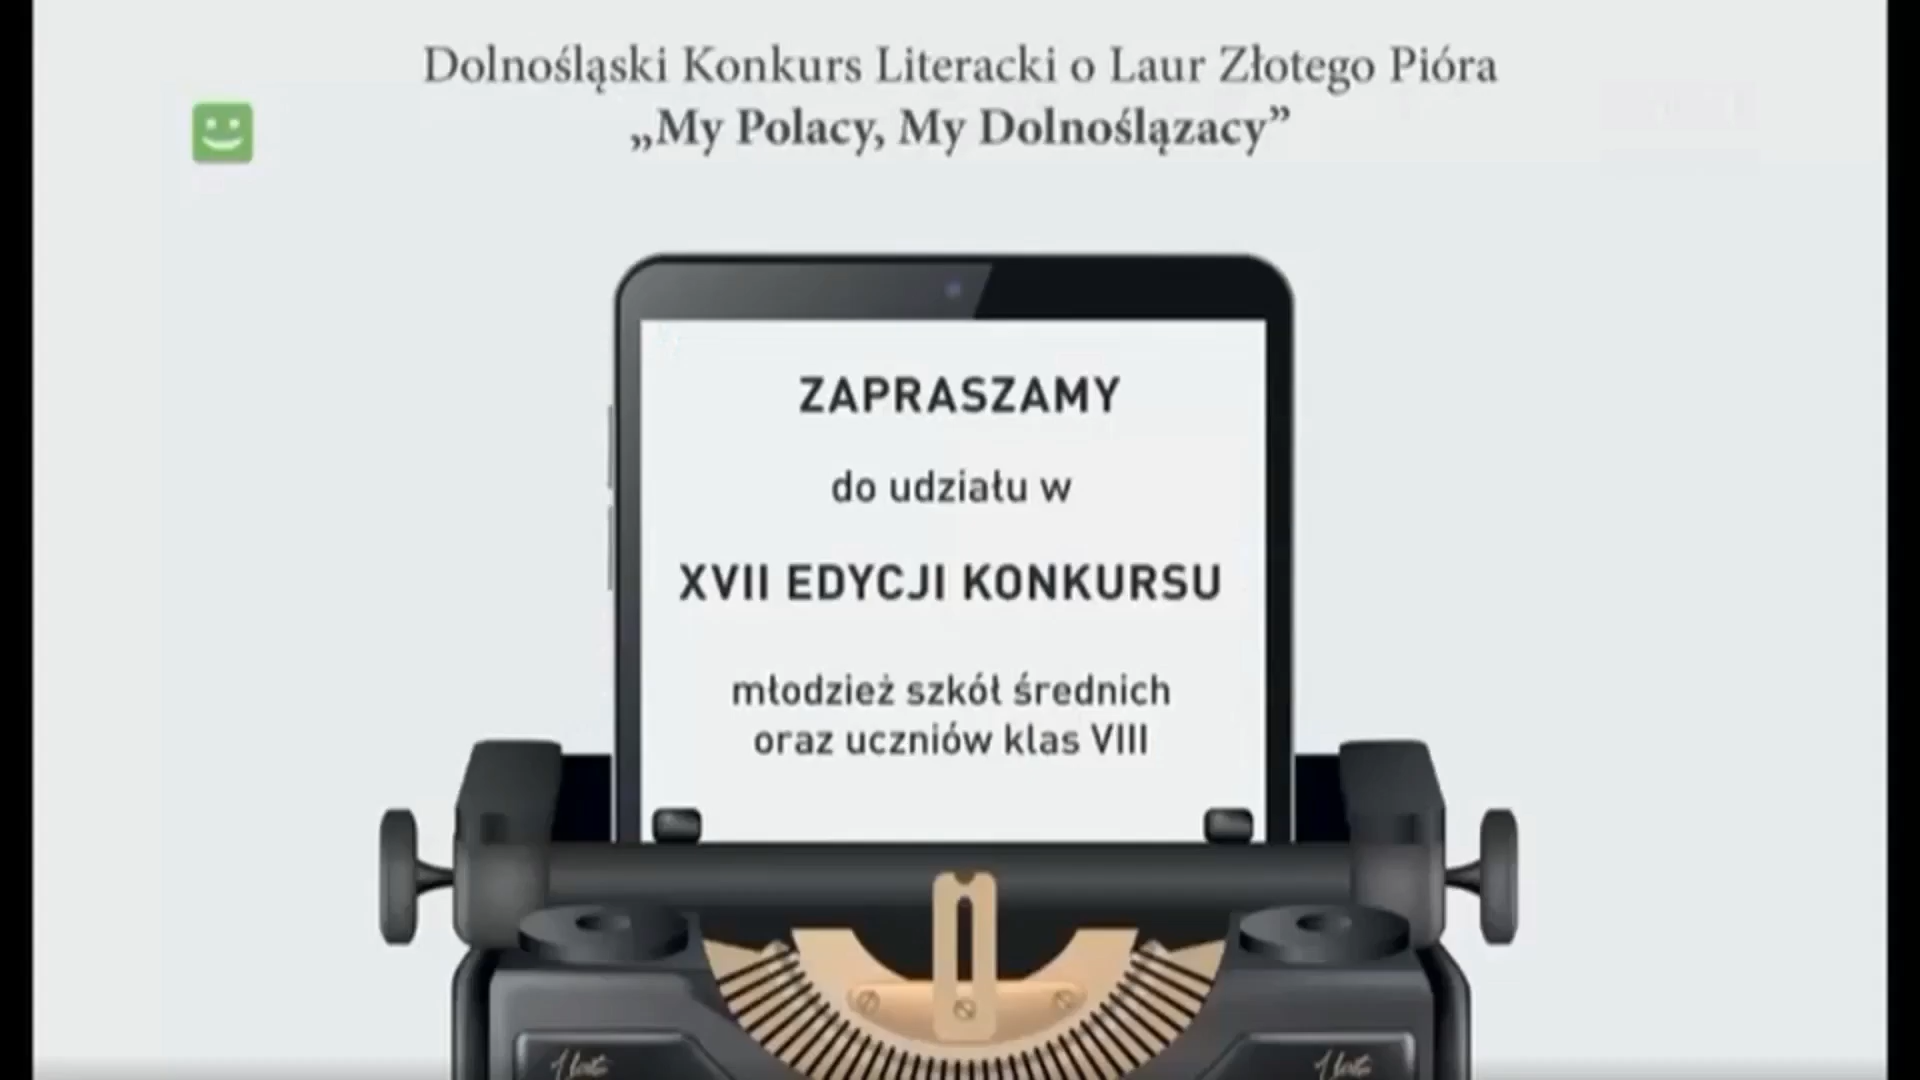 Dolnośląski Konkurs Literacki o Laur Złotego Pióra
„My Polacy, My Dolnoślązacy”
ZAPRASZAMY
do udziału w
XVII EDYCJI KONKURSU
młodzież szkół średnich
oraz uczniów klas VIII